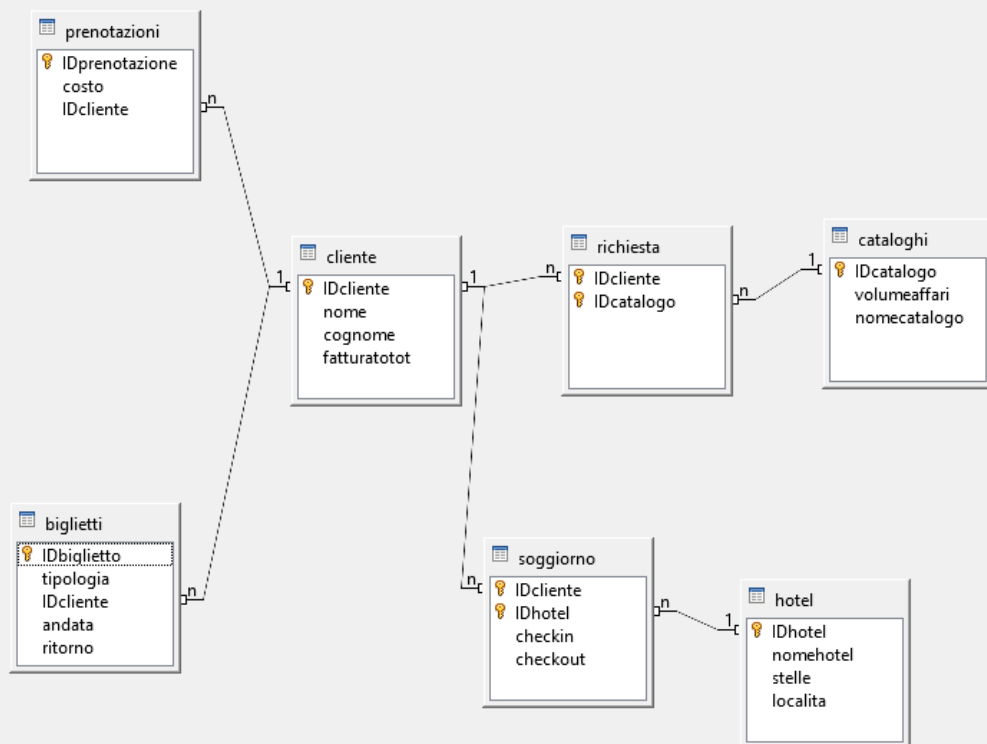 prenotazioni
IDprenotazione
costo
IDcliente
n
1
cliente
IDcliente
nome
cognome
fatturatotot
1
n
richiesta
IDcliente
IDcatalogo
n
1
cataloghi
IDcatalogo
volumeaffari
nomecatalogo
biglietti
IDbiglietto
tipologia
IDcliente
andata
ritorno
n
n
soggiorno
IDcliente
IDhotel
checkin
checkout
n
1
hotel
IDhotel
nomehotel
stelle
localita